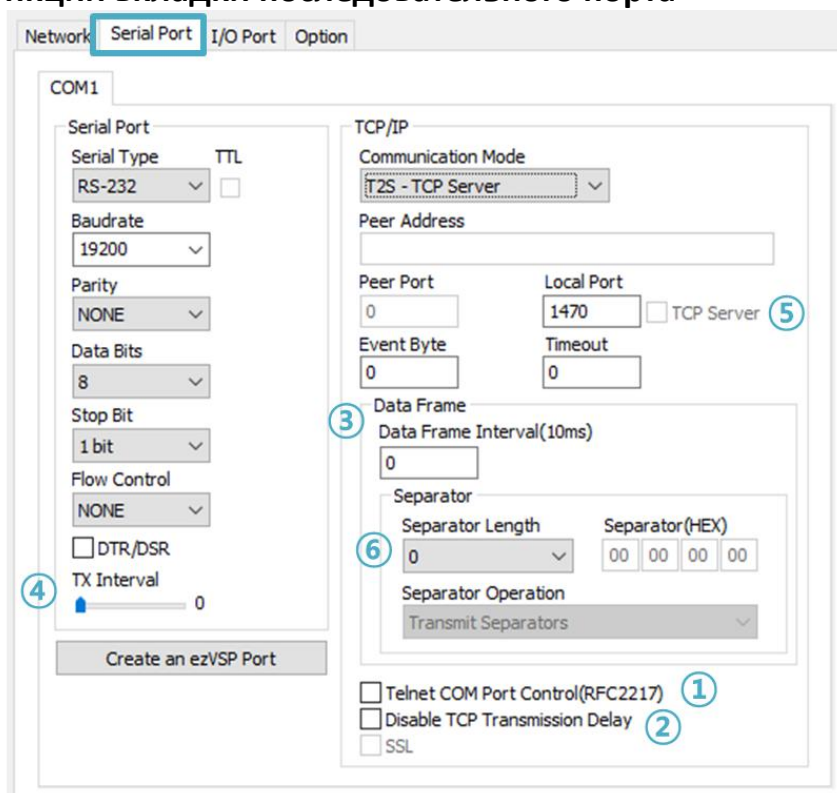 вкладки последовательного порта
Network Serial Port I/O Port Option
COM1
Serial Port
Serial Type TTL
RS-232
Baudrate
19200
Parity
NONE
Data Bits
8
Stop Bit
1 bit
Flow Control
NONE
DTR/DSR
④ TX Interval
0
Create an ezVSP Port
TCP/IP
Communication Mode
T2S - TCP Server
Peer Address
Peer Port Local Port
0 1470 TCP Server ⑤
Event Byte Timeout
0 0
③ Data Frame
Data Frame Interval(10ms)
0
Separator
Separator Length Separator(HEX)
⑥ 0 00 00 00 00
Separator Operation
Transmit Separators
Telnet COM Port Control(RFC2217) ①
Disable TCP Transmission Delay ②
SSL